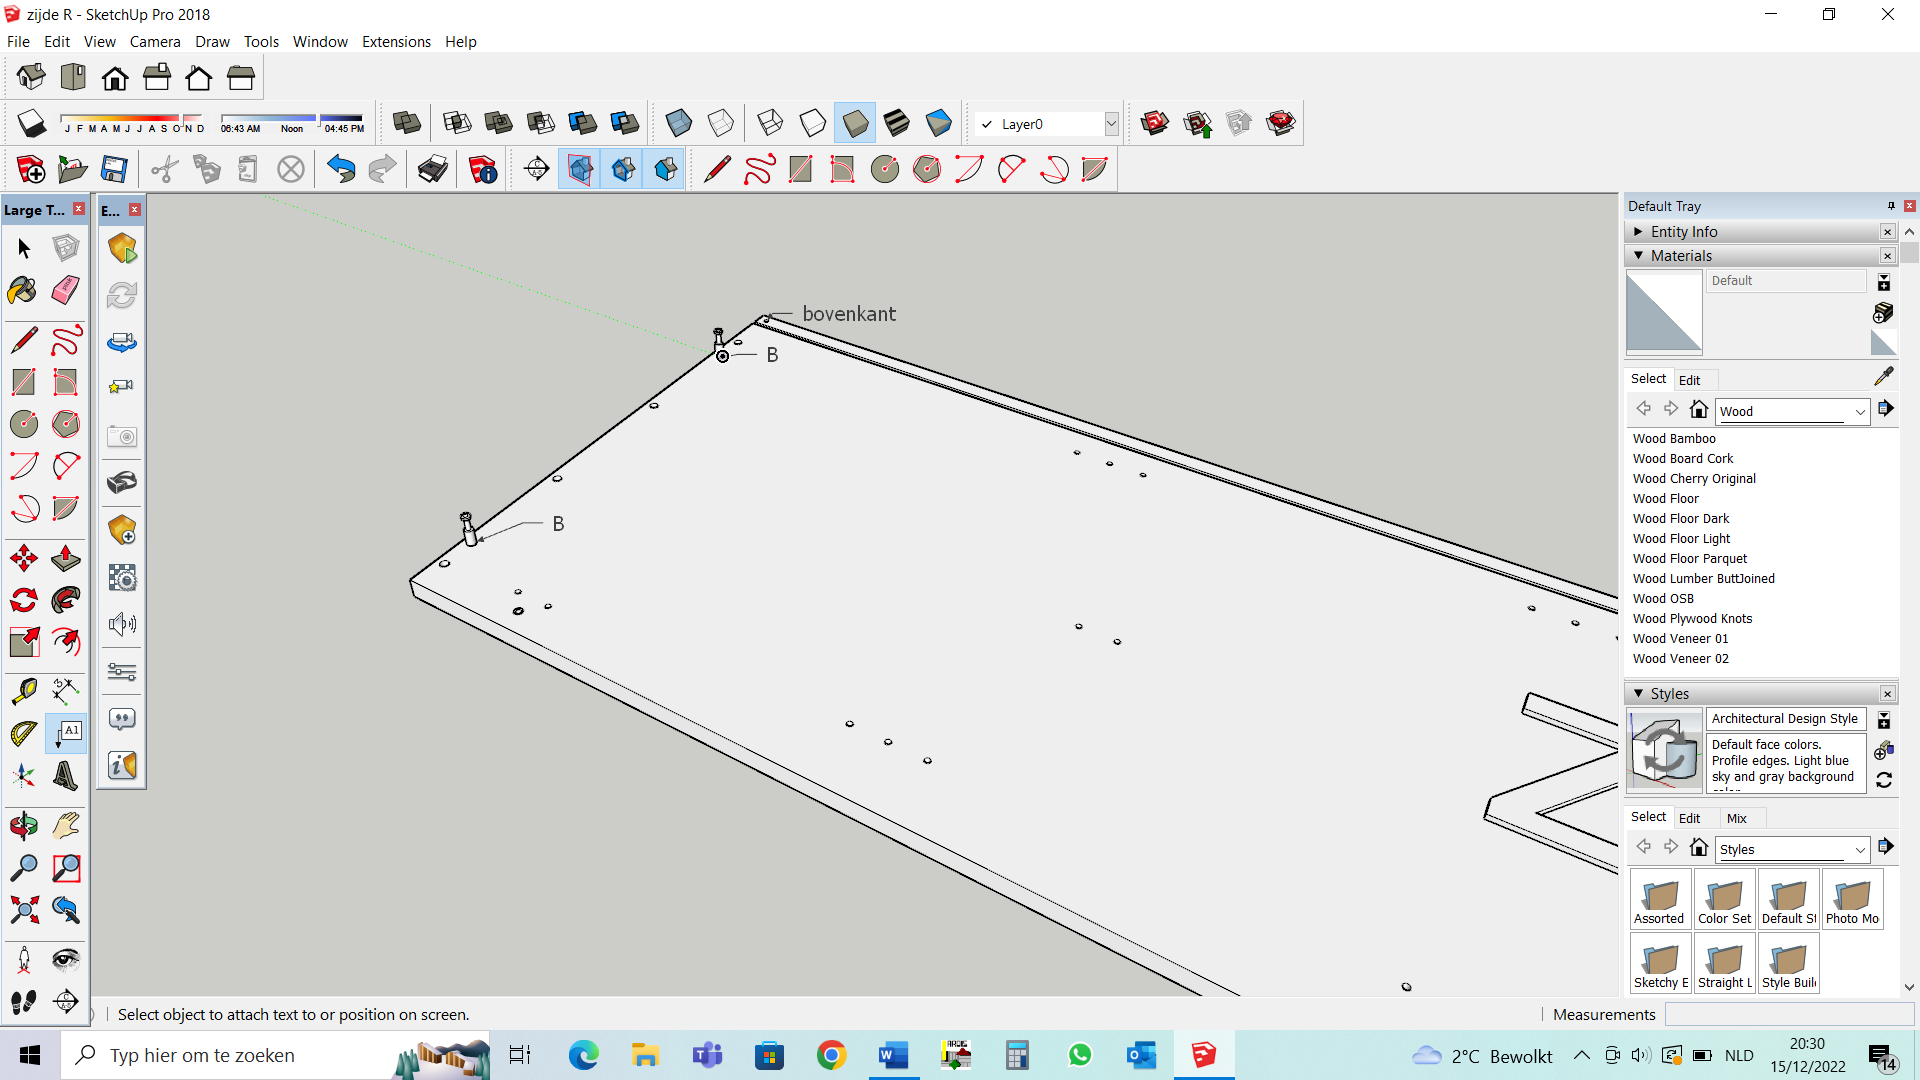 zijde R - SketchUp Pro 2018
File Edit View Camera Draw Tools Window Extensions Help
J F M A M J J A S O N D
06:43 AM Noon 04:45 PM
Layer0
Large T...
E...
bovenkant
B
B
Default Tray
Entity Info
Materials
Default
Select Edit
Wood
Wood Bamboo
Wood Board Cork
Wood Cherry Original
Wood Floor
Wood Floor Dark
Wood Floor Light
Wood Floor Parquet
Wood Lumber ButtJoined
Wood OSB
Wood Plywood Knots
Wood Veneer 01
Wood Veneer 02
Styles
Architectural Design Style
Default face colors.
Profile edges. Light blue
sky and gray background
Select Edit Mix
Styles
Assorted Color Set Default St Photo Mo
Sketchy E Straight L Style Buil
A1
Select object to attach text to or position on screen.
Measurements
Typ hier om te zoeken
2°C Bewolkt
NLD
20:30
15/12/2022
14